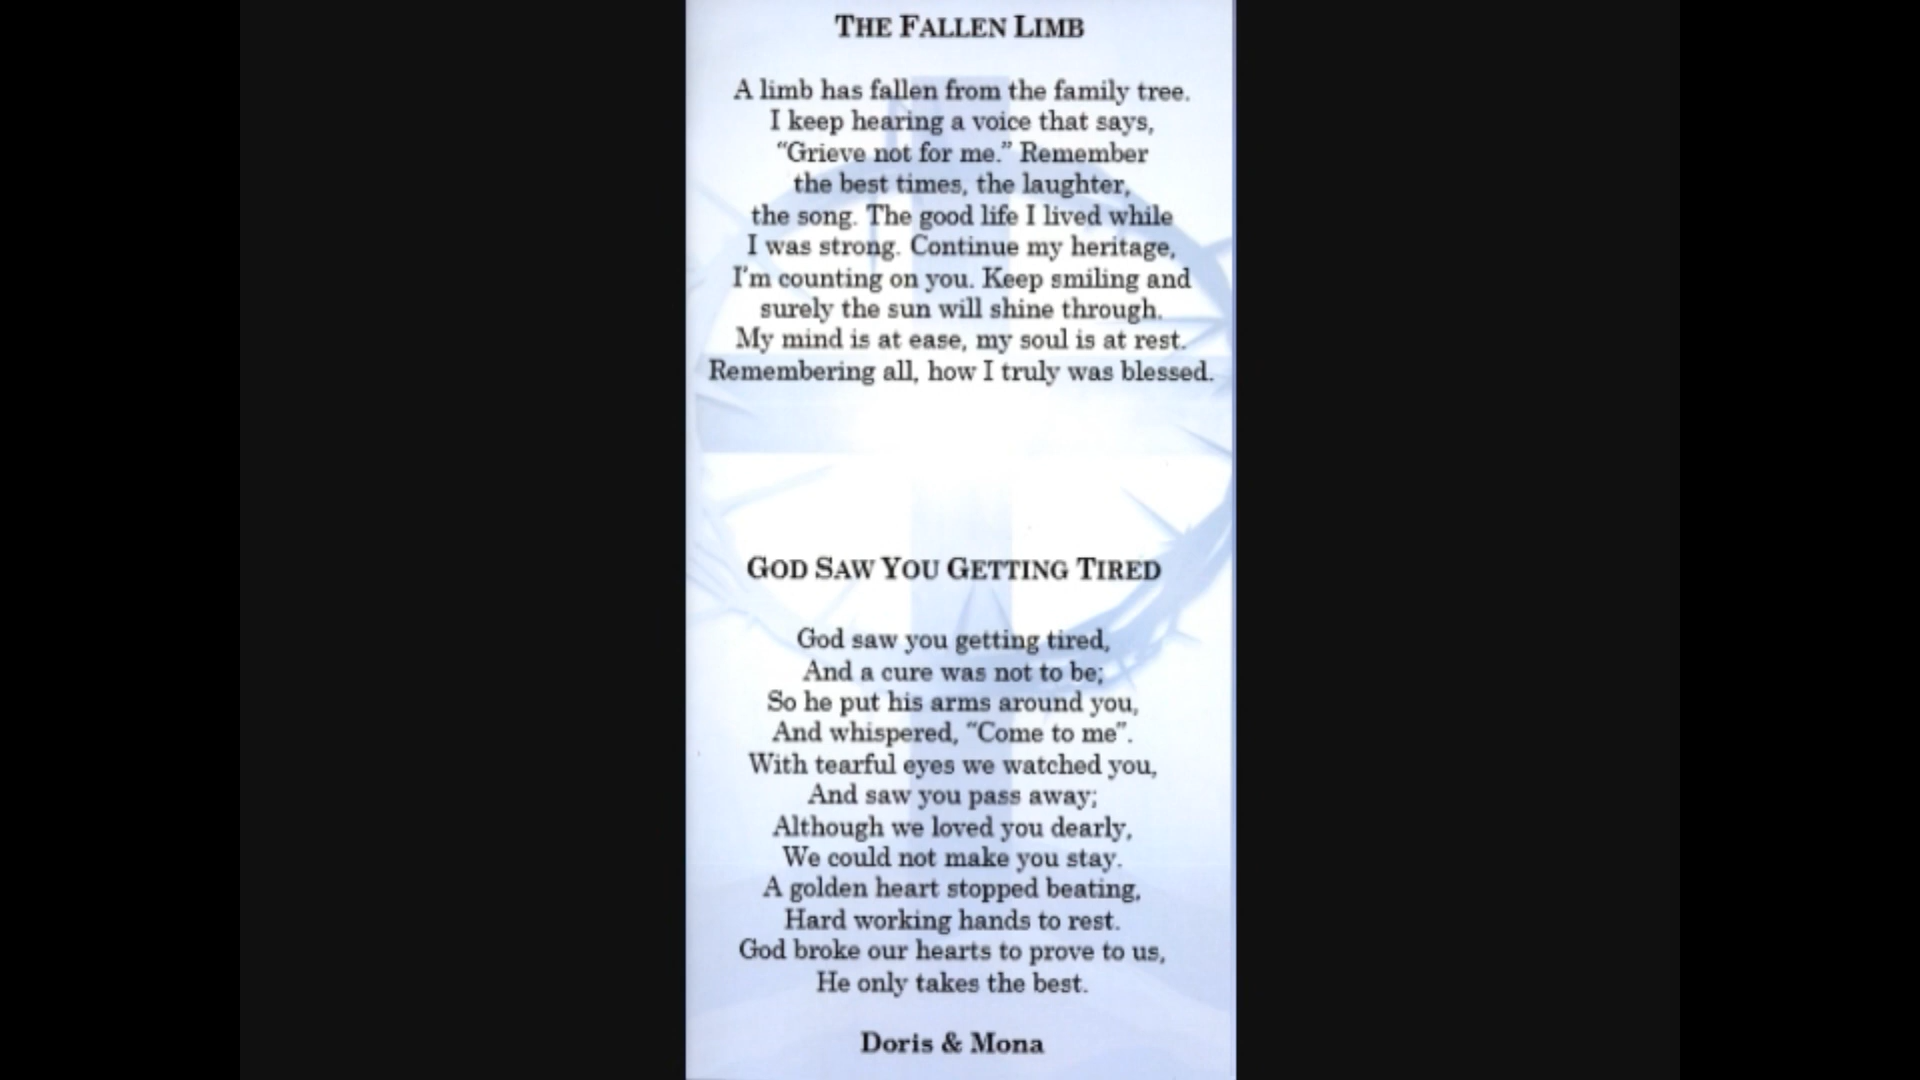 THE FALLEN LIMB
A limb has fallen from the family tree.
I keep hearing a voice that says,
“Grieve not for me.” Remember
the best times, the laughter,
the song. The good life I lived while
I was strong. Continue my heritage,
I'm counting on you. Keep smiling and
surely the sun will shine through.
My mind is at ease, my soul is at rest.
Remembering all, how I truly was blessed.
GOD SAW YOU GETTING TIRED
God saw you getting tired,
And a cure was not to be;
So he put his arms around you,
And whispered, “Come to me”.
With tearful eyes we watched you,
And saw you pass away;
Although we loved you dearly,
We could not make you stay.
A golden heart stopped beating,
Hard working hands to rest.
God broke our hearts to prove to us,
He only takes the best.
Doris & Mona